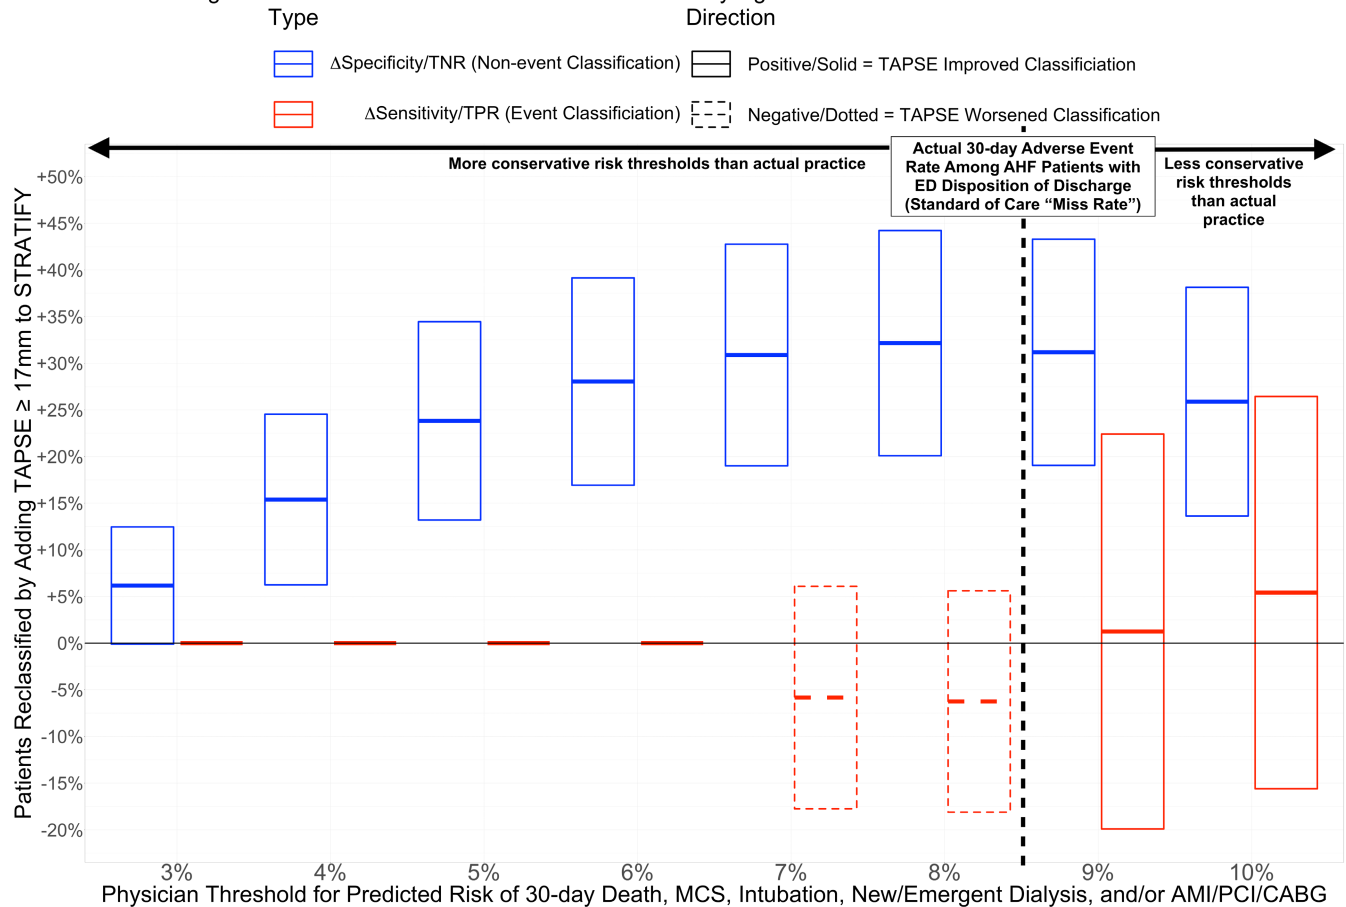 Type
Direction
ΔSpecificity/TNR (Non-event Classification)
Positive/Solid = TAPSE Improved Classificiation
ΔSensitivity/TPR (Event Classificiation)
Negative/Dotted = TAPSE Worsened Classification
More conservative risk thresholds than actual practice
Actual 30-day Adverse Event
Rate Among AHF Patients with
ED Disposition of Discharge
(Standard of Care “Miss Rate”)
Less conservative
risk thresholds
than actual
practice
Patients Reclassified by Adding TAPSE ≥ 17mm to STRATIFY
+50%
+45%
+40%
+35%
+30%
+25%
+20%
+15%
+10%
+5%
0%
-5%
-10%
-15%
-20%
3%
4%
5%
6%
7%
8%
9%
10%
Physician Threshold for Predicted Risk of 30-day Death, MCS, Intubation, New/Emergent Dialysis, and/or AMI/PCI/CABG